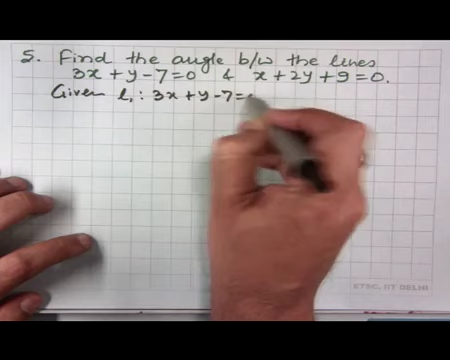 5. Find the angle b/w the lines
3x + y - 7 = 0 & x + 2y + 9 = 0.
Given l₁ : 3x + y - 7 =
ETSC, IIT DELHI